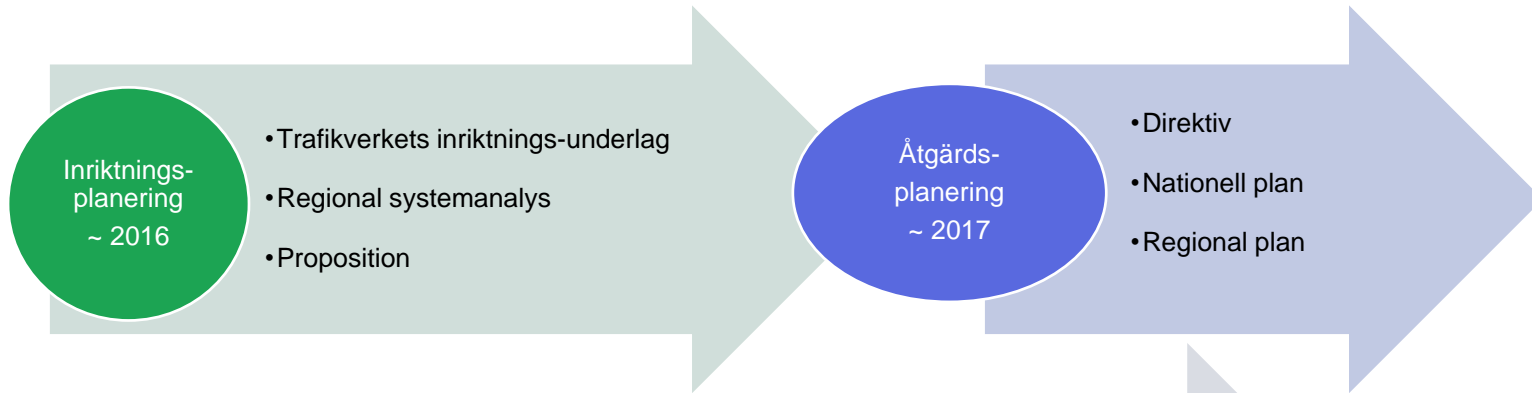 Inriktnings-
planering
~ 2016
•Trafikverkets inriktnings-underlag
•Regional systemanalys
•Proposition
Åtgärds-
planering
~ 2017
•Direktiv
•Nationell plan
•Regional plan